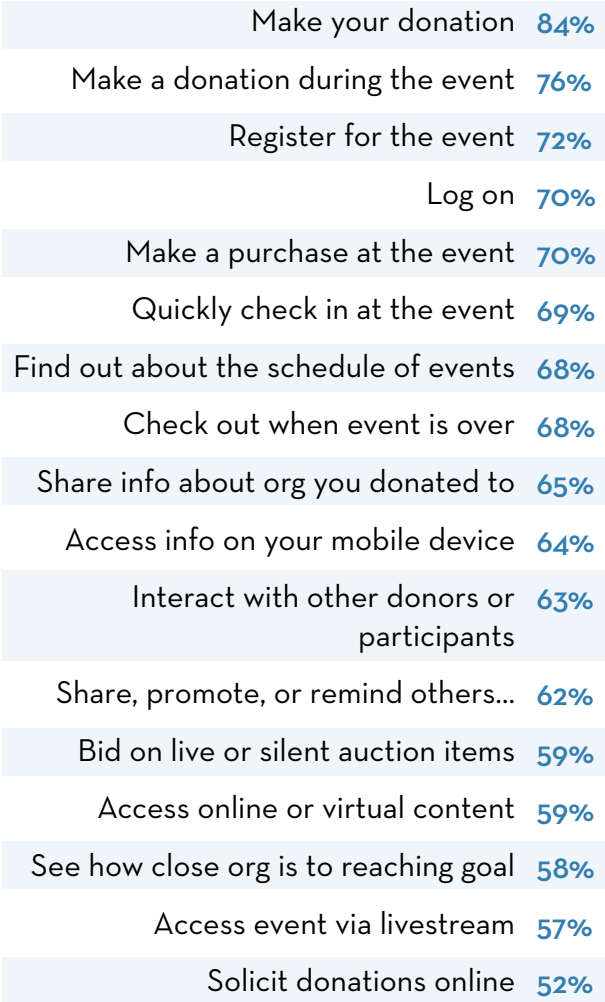 Make your donation 84%
Make a donation during the event 76%
Register for the event 72%
Log on 70%
Make a purchase at the event 70%
Quickly check in at the event 69%
Find out about the schedule of events 68%
Check out when event is over 68%
Share info about org you donated to 65%
Access info on your mobile device 64%
Interact with other donors or 63%
participants
Share, promote, or remind others... 62%
Bid on live or silent auction items 59%
Access online or virtual content 59%
See how close org is to reaching goal 58%
Access event via livestream 57%
Solicit donations online 52%